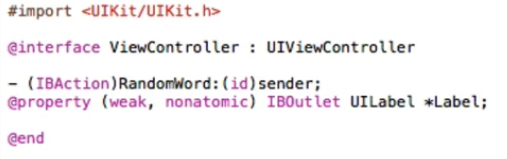 #import <UIKit/UIKit.h>
@interface ViewController : UIViewController
- (IBAction)RandomWord:(id)sender;
@property (weak, nonatomic) IBOutlet UILabel *Label;
@end